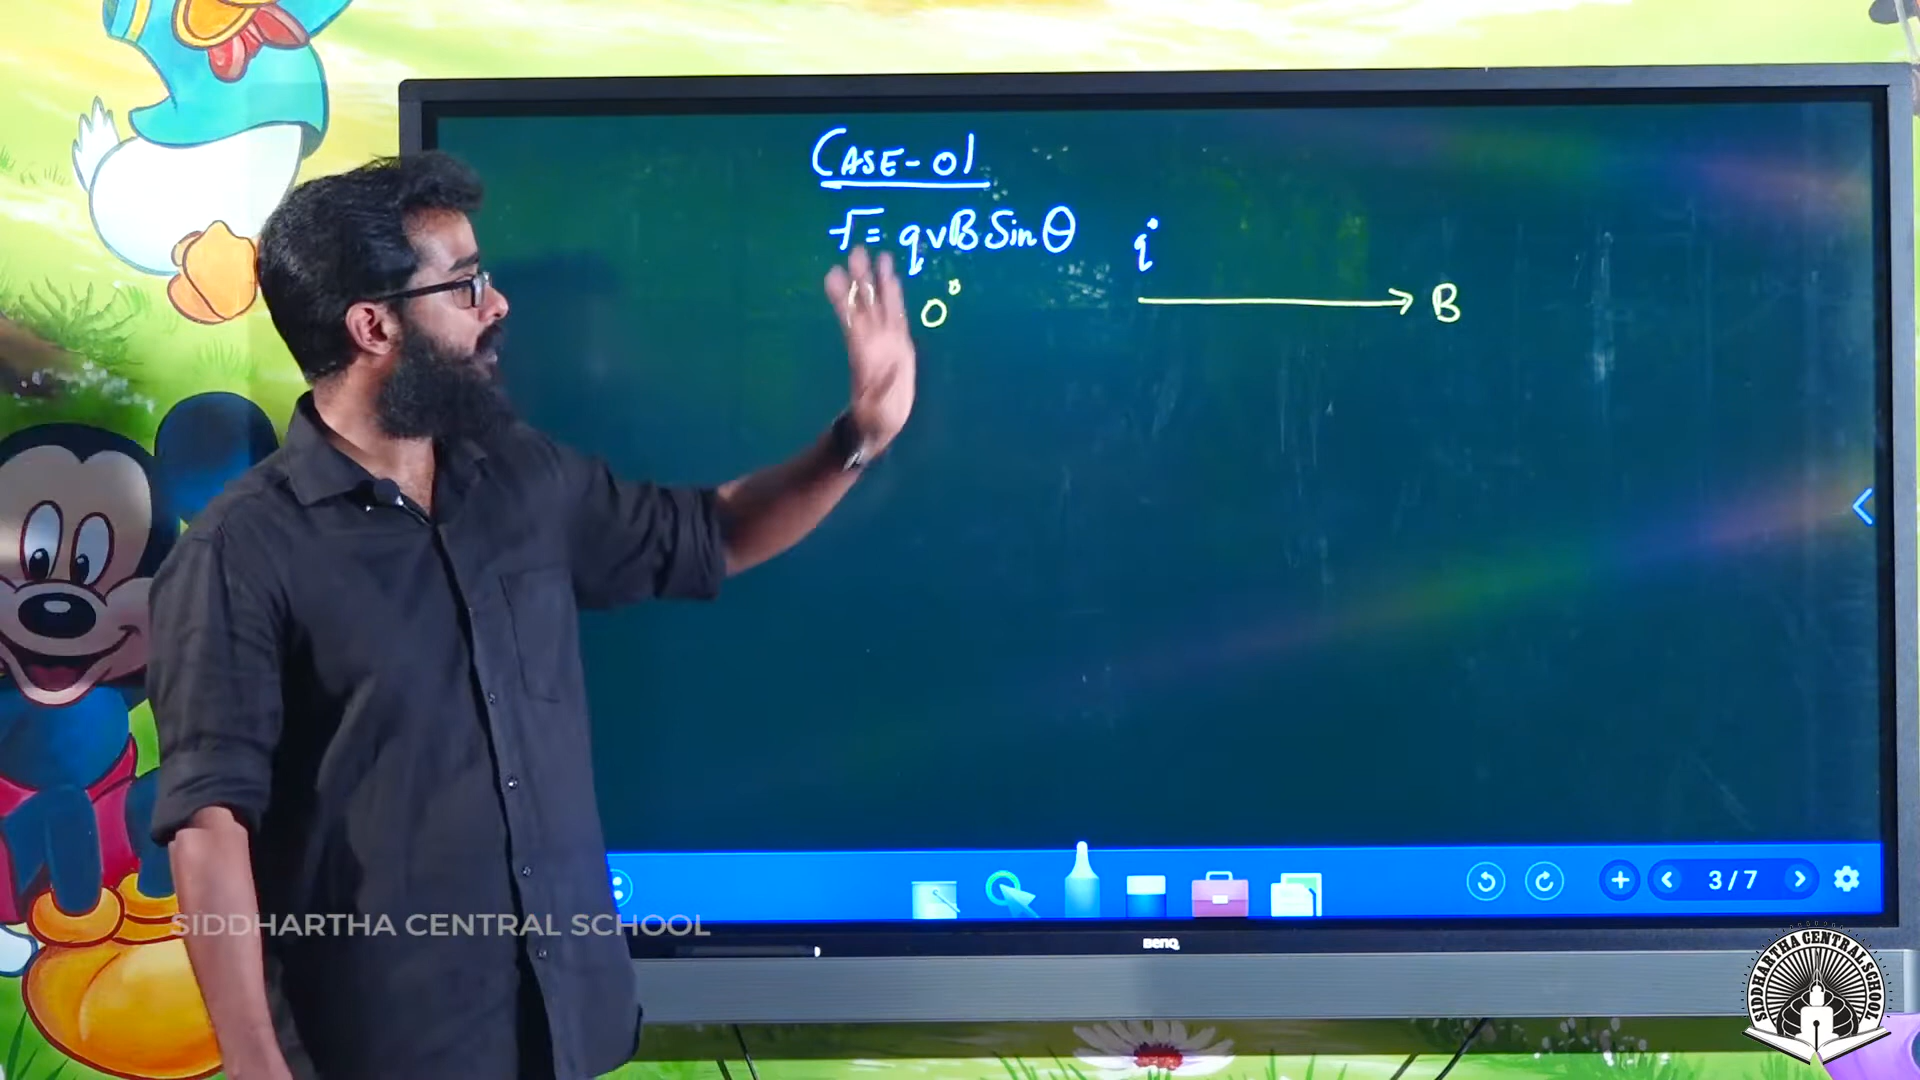 CASE-01
F = qvB Sin θ
q
0°
B
3/7
BenQ
SIDDHARTHA CENTRAL SCHOOL
SIDDHARTHA CENTRAL SCHOOL